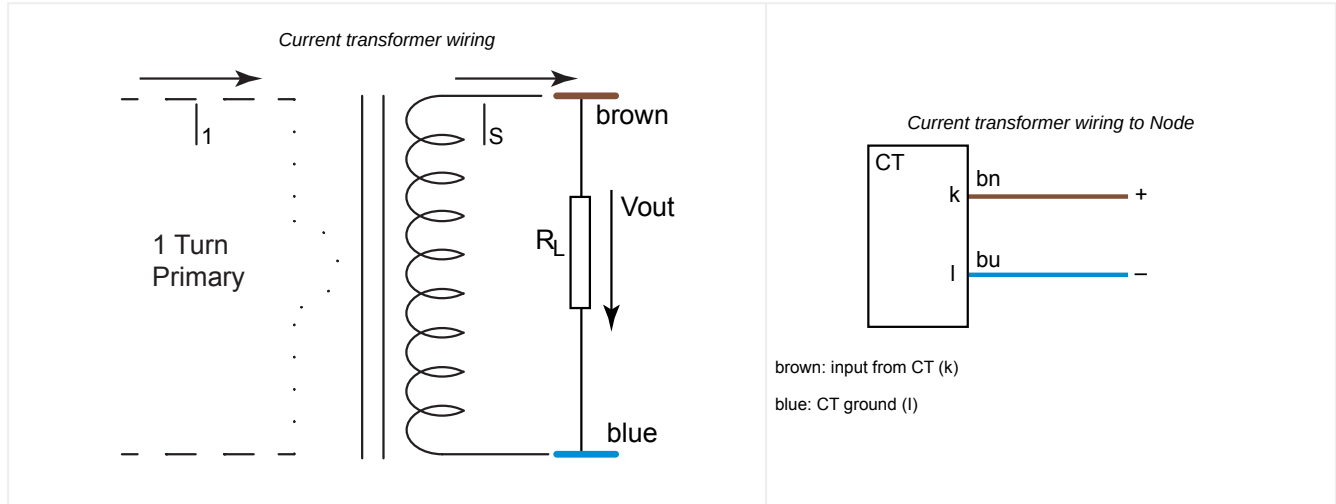 Current transformer wiring
I1
IS
brown
Vout
RL
1 Turn
Primary
blue
Current transformer wiring to Node
CT
k
bn
+
l
bu
–
brown: input from CT (k)
blue: CT ground (l)